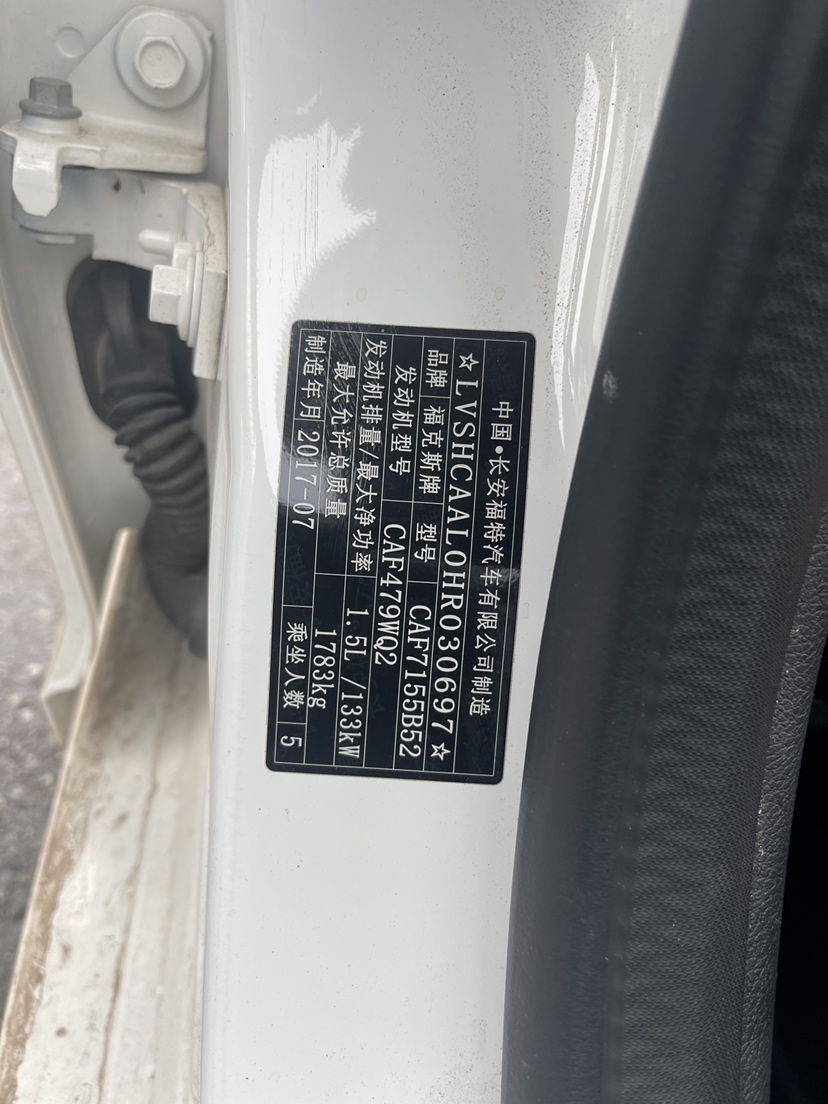 中国·长安福特汽车有限公司制造
☆LVSHCAAL0HR030697☆
品牌 福克斯牌 型号 CAF7155B52
发动机型号 CAF479WQ2
发动机排量/最大净功率 1.5L /133kW
最大允许总质量 1783kg
制造年月 2017-07 乘坐人数 5